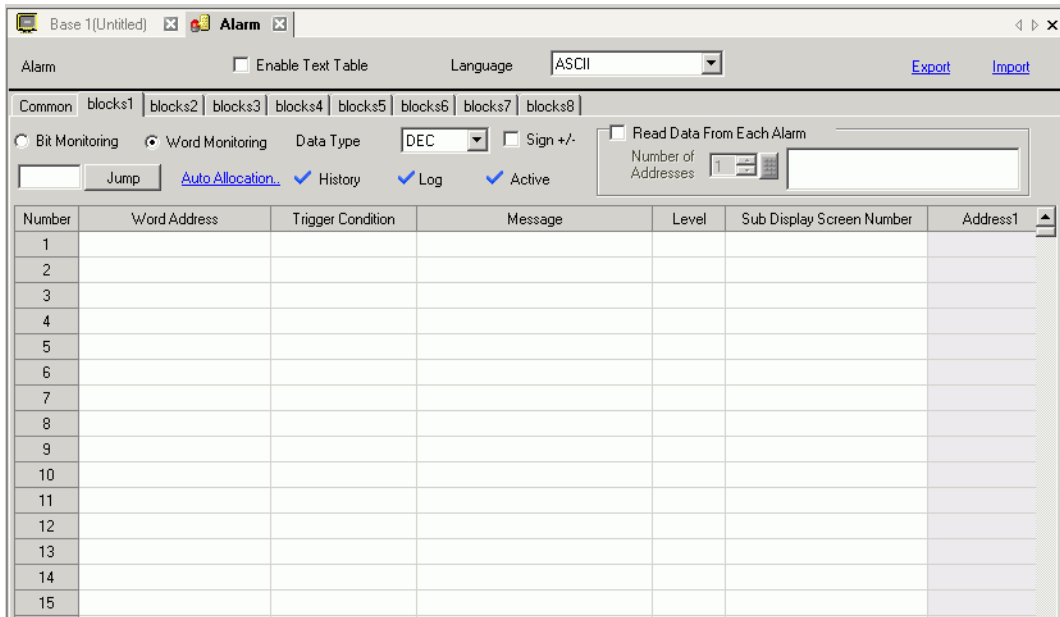 Base 1(Untitled) Alarm
Alarm Enable Text Table Language ASCII Export Import
Common blocks1 blocks2 blocks3 blocks4 blocks5 blocks6 blocks7 blocks8
Bit Monitoring Word Monitoring Data Type DEC Sign +/- Read Data From Each Alarm
Number of Addresses 1
Jump Auto Allocation.. History Log Active
Number Word Address Trigger Condition Message Level Sub Display Screen Number Address1
1
2
3
4
5
6
7
8
9
10
11
12
13
14
15